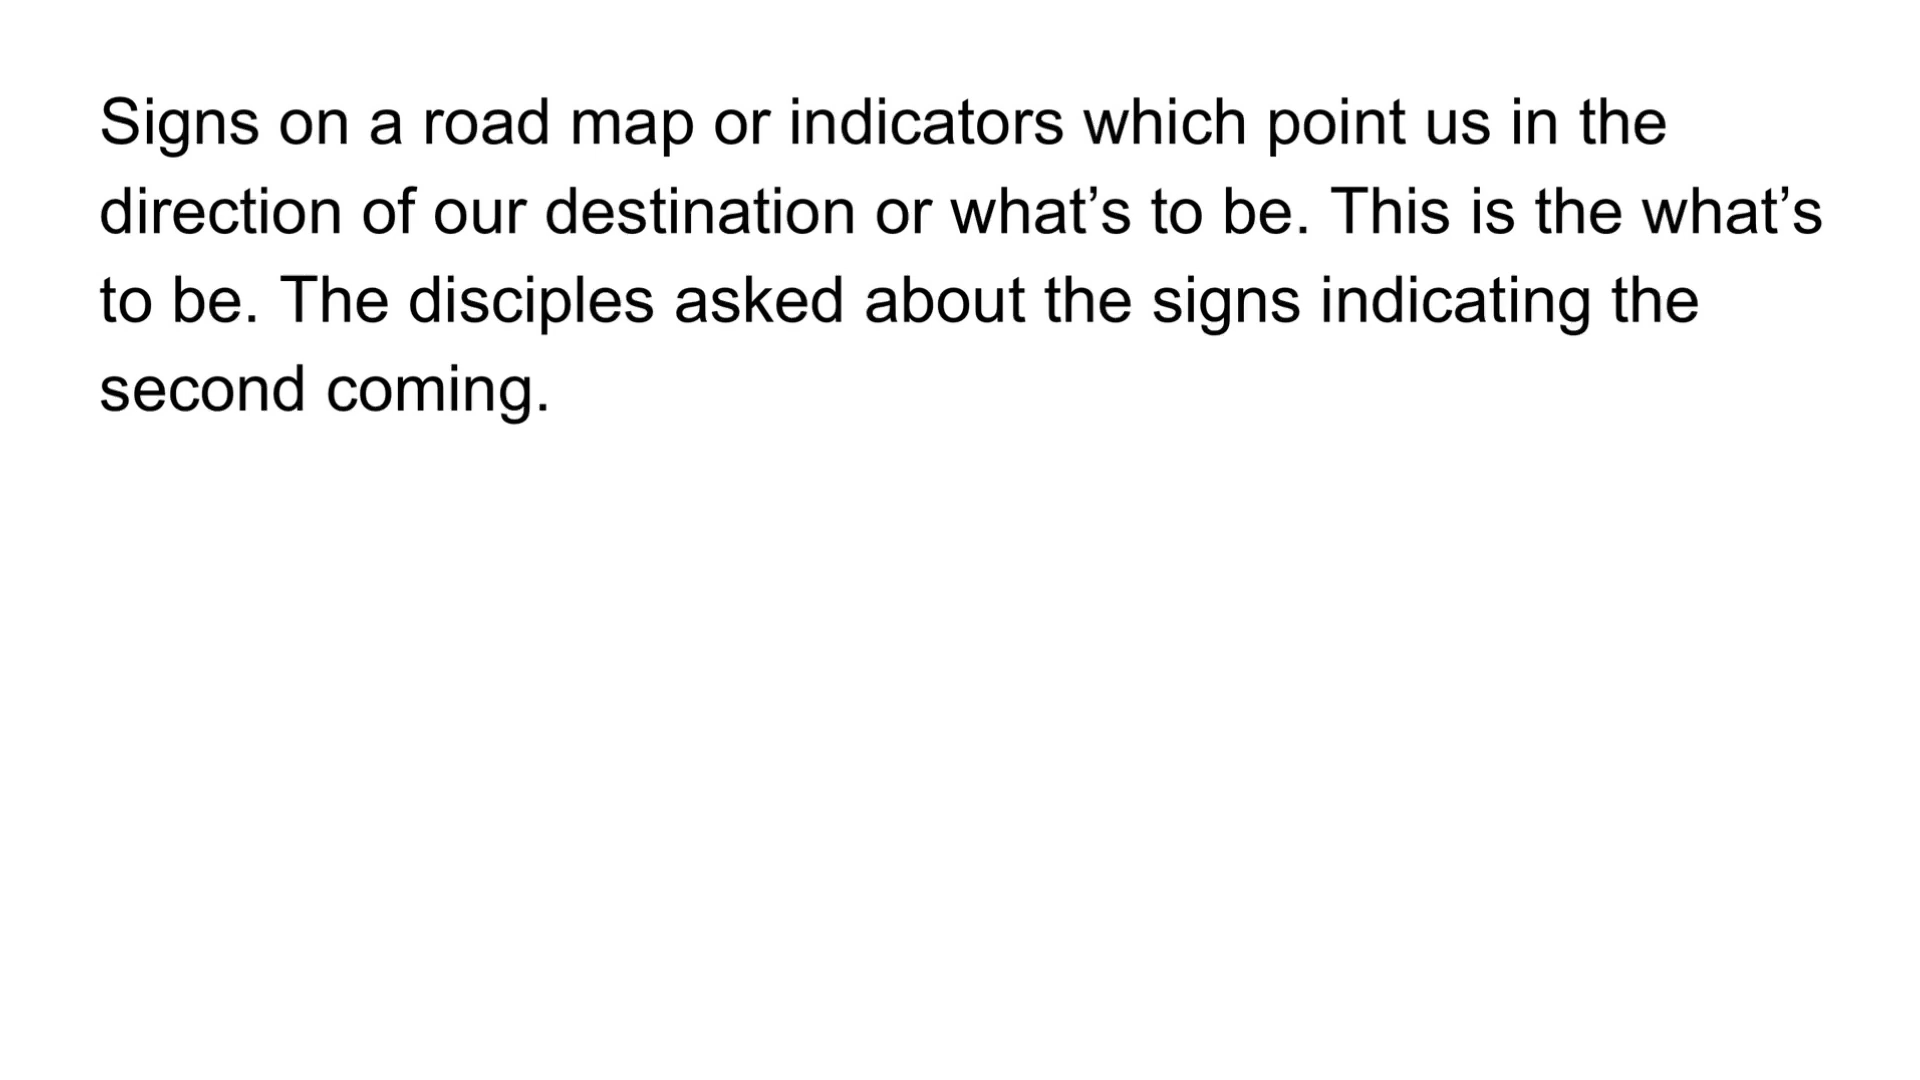 Signs on a road map or indicators which point us in the
direction of our destination or what’s to be. This is the what’s
to be. The disciples asked about the signs indicating the
second coming.